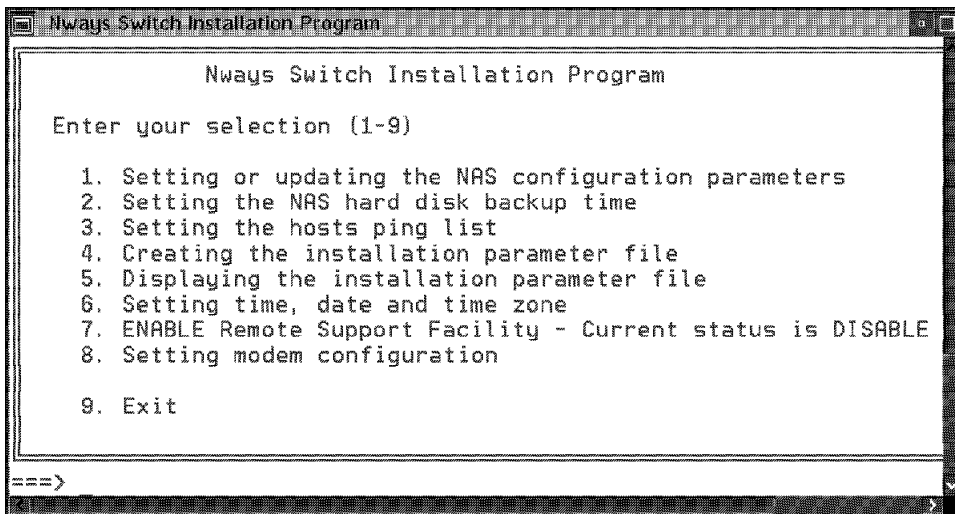 Nways Switch Installation Program
Nways Switch Installation Program
Enter your selection (1-9)
1. Setting or updating the NAS configuration parameters
2. Setting the NAS hard disk backup time
3. Setting the hosts ping list
4. Creating the installation parameter file
5. Displaying the installation parameter file
6. Setting time, date and time zone
7. ENABLE Remote Support Facility - Current status is DISABLE
8. Setting modem configuration
9. Exit
===>